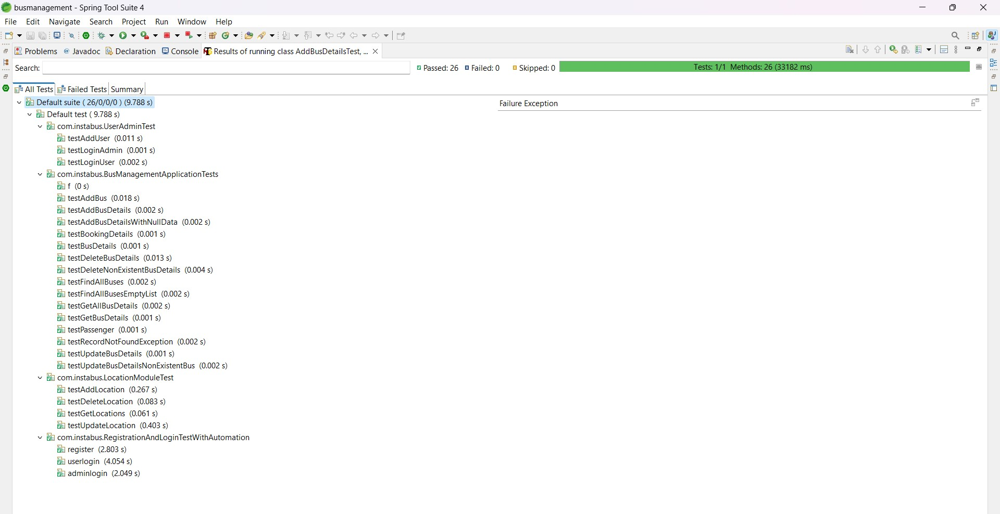 busmanagement - Spring Tool Suite 4
File Edit Navigate Search Project Run Window Help
Problems @ Javadoc Declaration Console Results of running class AddBusDetailsTest, ...
Search: Passed: 26 Failed: 0 Skipped: 0 Tests: 1/1 Methods: 26 (33182 ms)
All Tests Failed Tests Summary
Default suite ( 26/0/0/0 ) (9.788 s)
Failure Exception
Default test ( 9.788 s)
com.instabus.UserAdminTest
testAddUser (0.011 s)
testLoginAdmin (0.001 s)
testLoginUser (0.002 s)
com.instabus.BusManagementApplicationTests
f (0 s)
testAddBus (0.018 s)
testAddBusDetails (0.002 s)
testAddBusDetailsWithNullData (0.002 s)
testBookingDetails (0.001 s)
testBusDetails (0.001 s)
testDeleteBusDetails (0.013 s)
testDeleteNonExistentBusDetails (0.004 s)
testFindAllBuses (0.002 s)
testFindAllBusesEmptyList (0.002 s)
testGetAllBusDetails (0.002 s)
testGetBusDetails (0.001 s)
testPassenger (0.001 s)
testRecordNotFoundException (0.002 s)
testUpdateBusDetails (0.001 s)
testUpdateBusDetailsNonExistentBus (0.002 s)
com.instabus.LocationModuleTest
testAddLocation (0.267 s)
testDeleteLocation (0.083 s)
testGetLocations (0.061 s)
testUpdateLocation (0.403 s)
com.instabus.RegistrationAndLoginTestWithAutomation
register (2.803 s)
userlogin (4.054 s)
adminlogin (2.049 s)